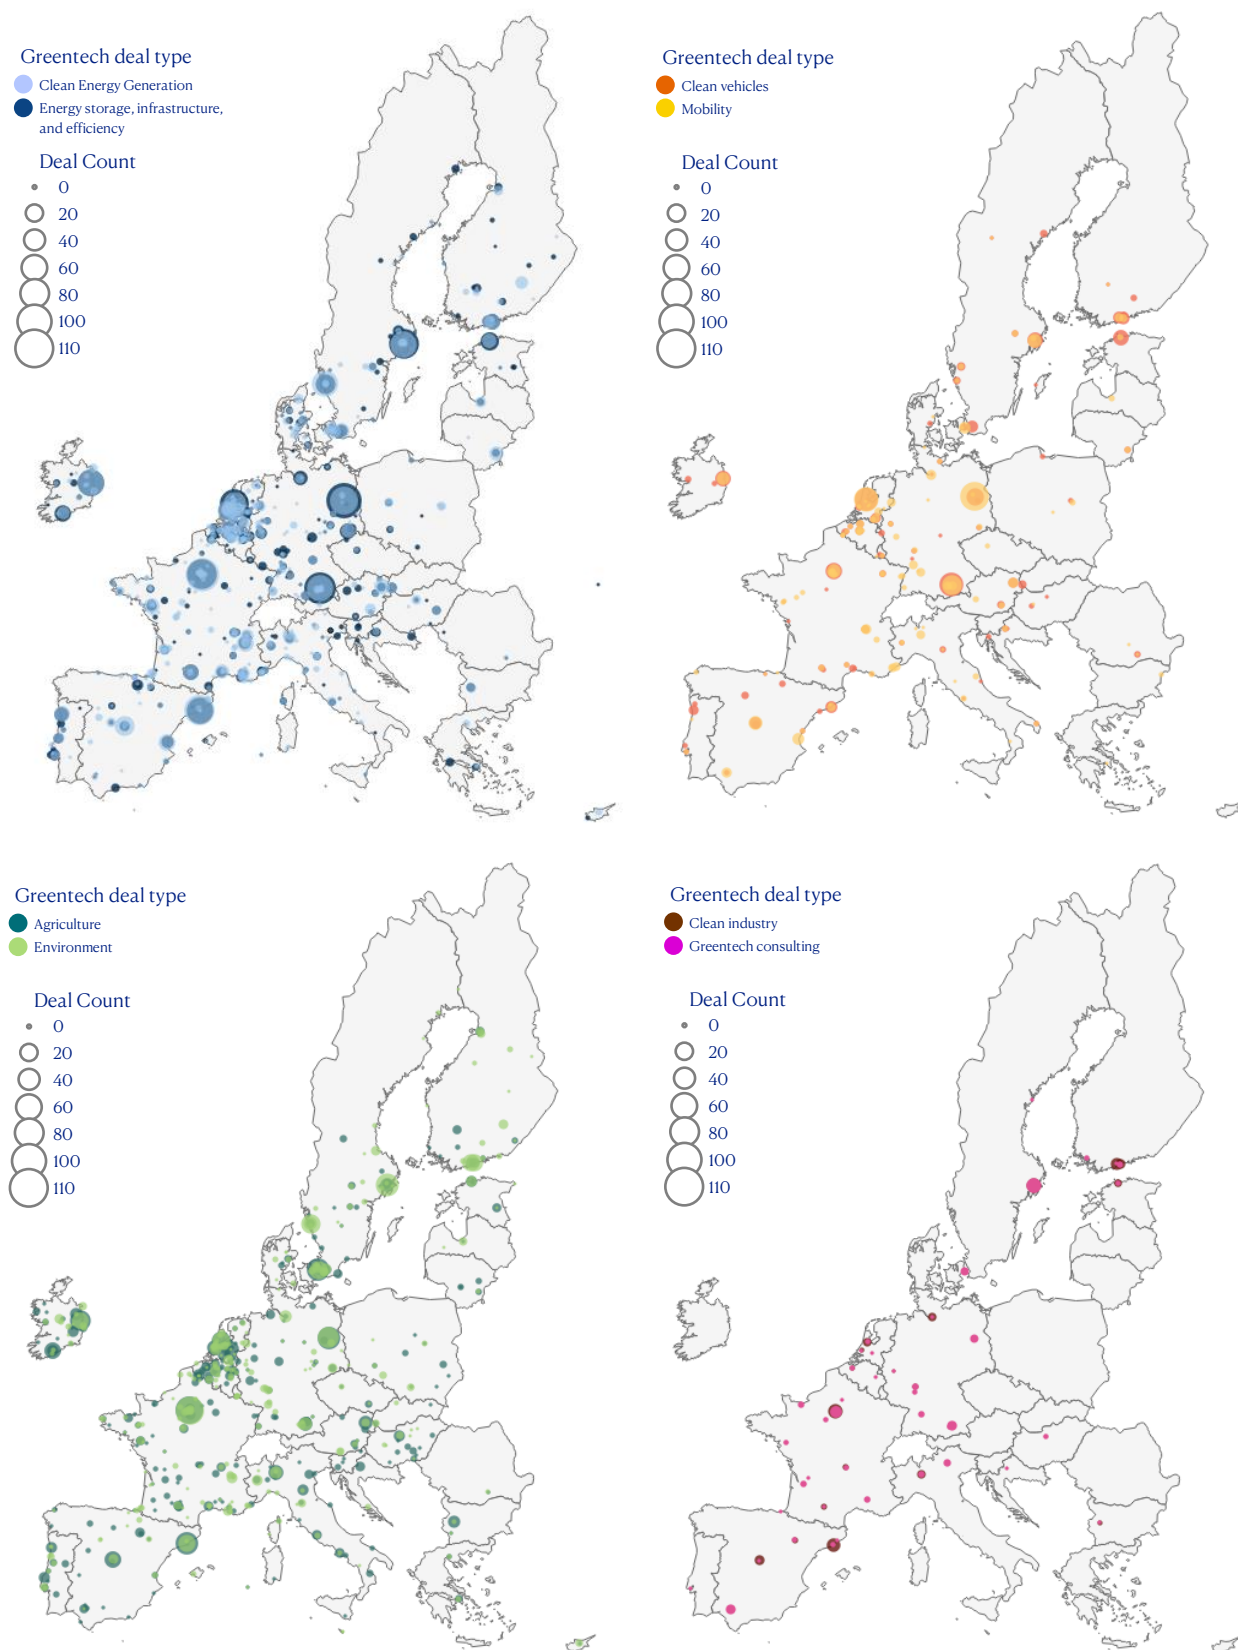 Greentech deal type
Clean Energy Generation
Energy storage, infrastructure,
and efficiency
Deal Count
0
20
40
60
80
100
110
Greentech deal type
Clean vehicles
Mobility
Deal Count
0
20
40
60
80
100
110
Greentech deal type
Agriculture
Environment
Deal Count
0
20
40
60
80
100
110
Greentech deal type
Clean industry
Greentech consulting
Deal Count
0
20
40
60
80
100
110